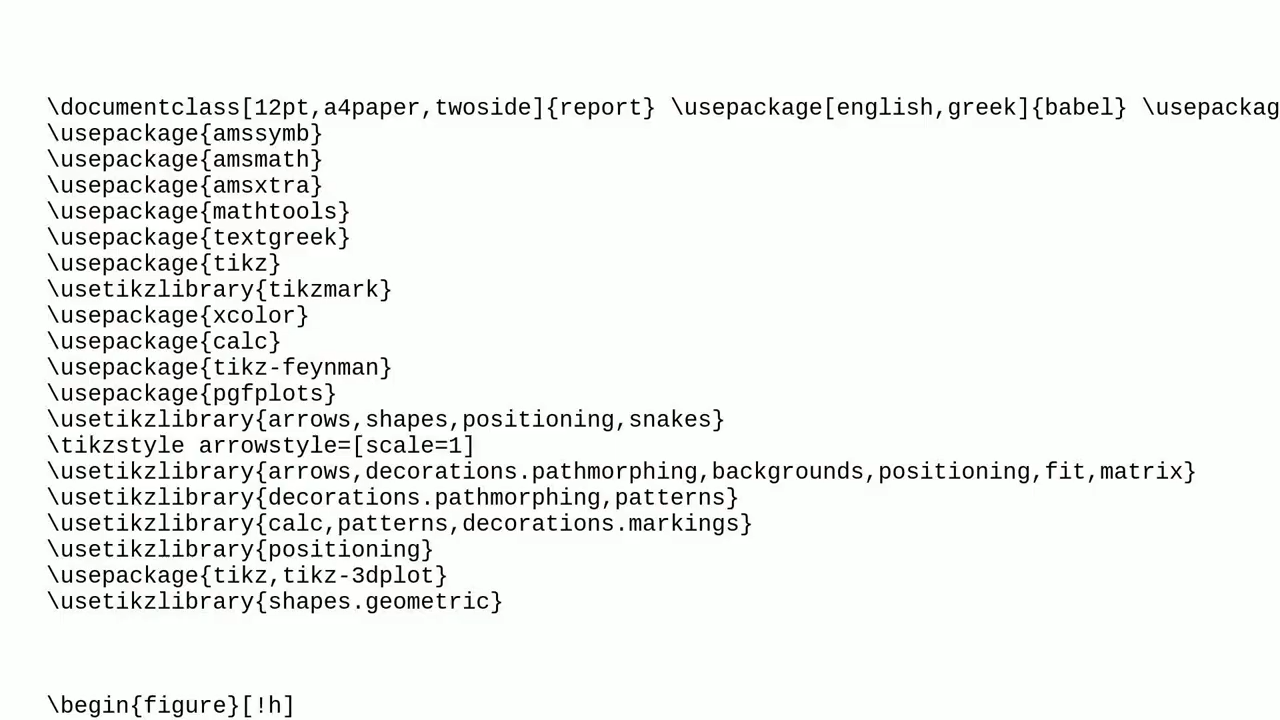 \documentclass[12pt,a4paper,twoside]{report} \usepackage[english,greek]{babel} \usepackag
\usepackage{amssymb}
\usepackage{amsmath}
\usepackage{amsxtra}
\usepackage{mathtools}
\usepackage{textgreek}
\usepackage{tikz}
\usetikzlibrary{tikzmark}
\usepackage{xcolor}
\usepackage{calc}
\usepackage{tikz-feynman}
\usepackage{pgfplots}
\usetikzlibrary{arrows,shapes,positioning,snakes}
\tikzstyle arrowstyle=[scale=1]
\usetikzlibrary{arrows,decorations.pathmorphing,backgrounds,positioning,fit,matrix}
\usetikzlibrary{decorations.pathmorphing,patterns}
\usetikzlibrary{calc,patterns,decorations.markings}
\usetikzlibrary{positioning}
\usepackage{tikz,tikz-3dplot}
\usetikzlibrary{shapes.geometric}
\begin{figure}[!h]